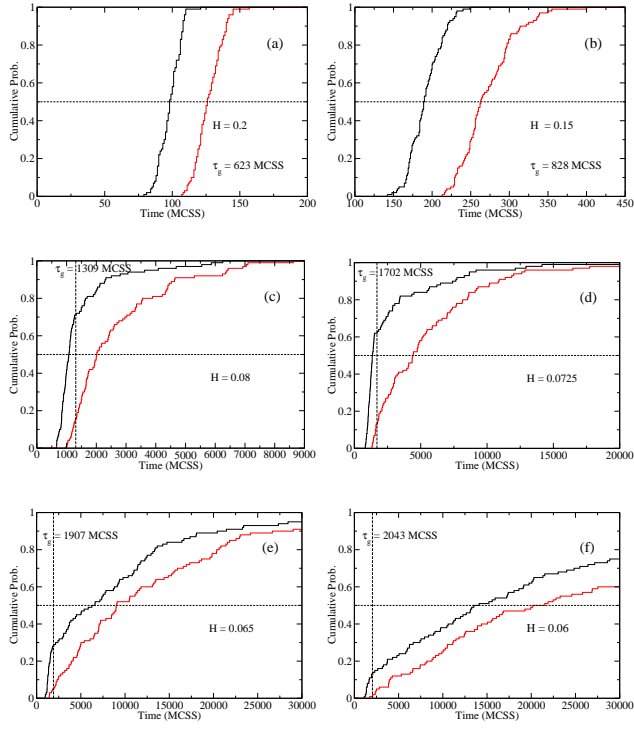 1
0.8
0.6
0.4
0.2
0
Cumulative Prob.
(a)
H = 0.2
τg = 623 MCSS
0 50 100 150 200
Time (MCSS)
1
0.8
0.6
0.4
0.2
0
Cumulative Prob.
(b)
H = 0.15
τg = 828 MCSS
100 150 200 250 300 350 400 450
Time (MCSS)
1
0.8
0.6
0.4
0.2
0
Cumulative Prob.
τg = 1309 MCSS
(c)
H = 0.08
0 1000 2000 3000 4000 5000 6000 7000 8000 9000
Time (MCSS)
1
0.8
0.6
0.4
0.2
0
Cumulative Prob.
τg = 1702 MCSS
(d)
H = 0.0725
0 5000 10000 15000 20000
Time (MCSS)
1
0.8
0.6
0.4
0.2
0
Cumulative Prob.
τg = 1907 MCSS
(e)
H = 0.065
0 5000 10000 15000 20000 25000 30000
Time (MCSS)
1
0.8
0.6
0.4
0.2
0
Cumulative Prob.
τg = 2043 MCSS
(f)
H = 0.06
0 5000 10000 15000 20000 25000 30000
Time (MCSS)